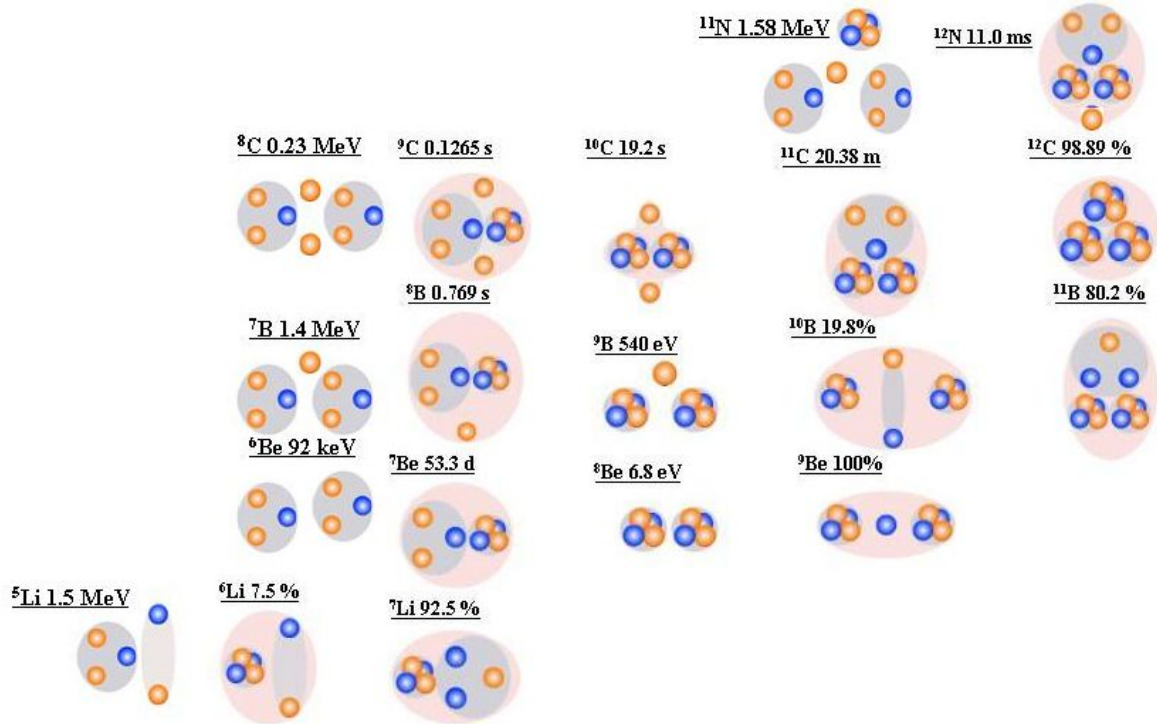 ¹¹N 1.58 MeV
¹²N 11.0 ms
⁸C 0.23 MeV
⁹C 0.1265 s
¹⁰C 19.2 s
¹¹C 20.38 m
¹²C 98.89 %
⁸B 0.769 s
⁷B 1.4 MeV
⁹B 540 eV
¹⁰B 19.8%
¹¹B 80.2 %
⁶Be 92 keV
⁷Be 53.3 d
⁸Be 6.8 eV
⁹Be 100%
⁵Li 1.5 MeV
⁶Li 7.5 %
⁷Li 92.5 %